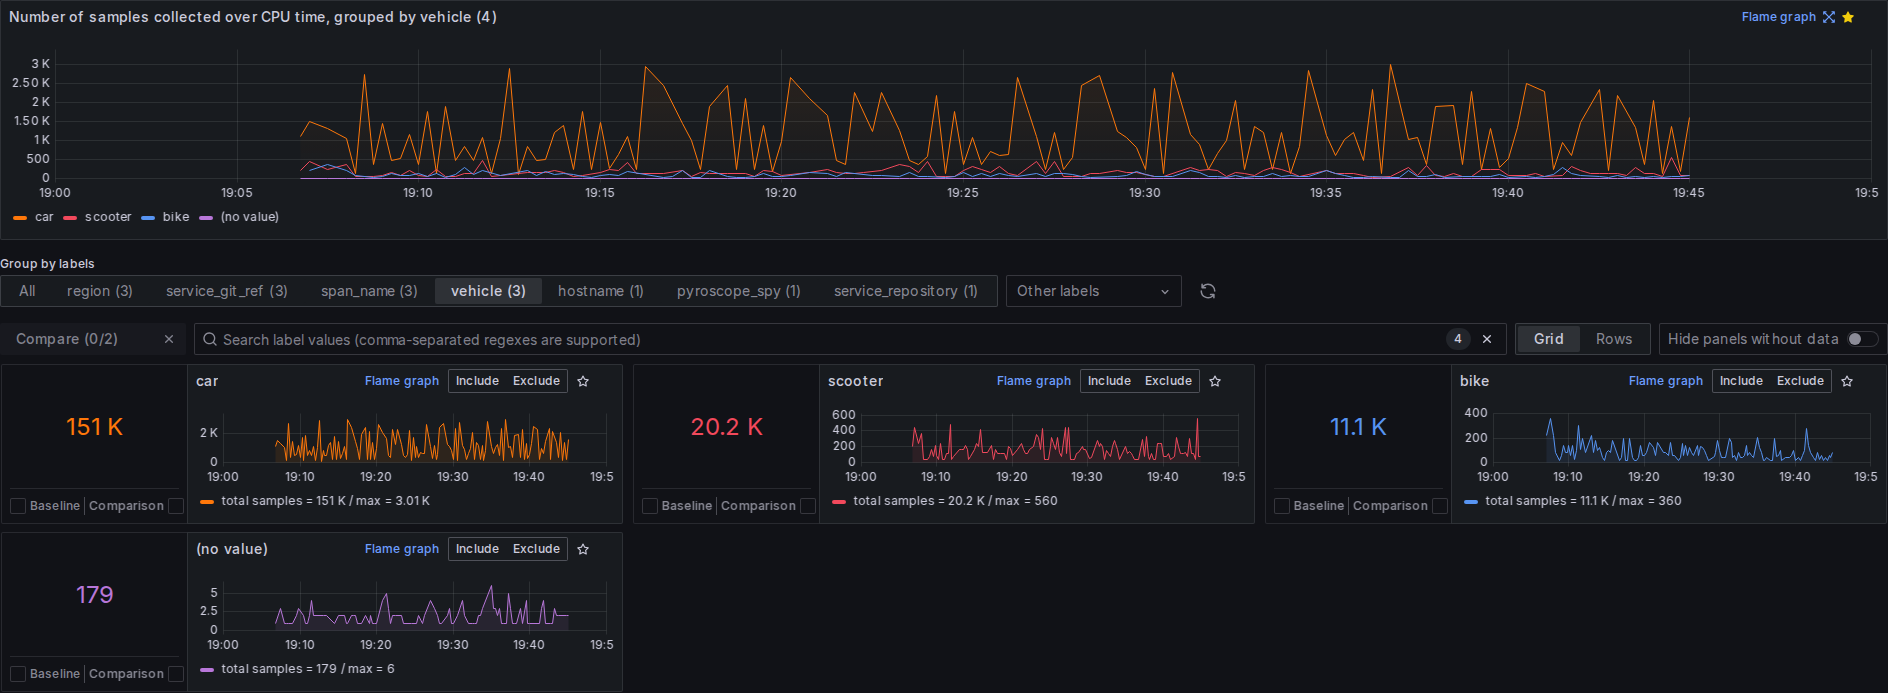 Number of samples collected over CPU time, grouped by vehicle (4)
Flame graph
3 K
2.50 K
2 K
1.50 K
1 K
500
0
19:00 19:05 19:10 19:15 19:20 19:25 19:30 19:35 19:40 19:45 19:5
car scooter bike (no value)
Group by labels
All region (3) service_git_ref (3) span_name (3) vehicle (3) hostname (1) pyroscope_spy (1) service_repository (1) Other labels
Compare (0/2) Search label values (comma-separated regexes are supported) 4 Grid Rows Hide panels without data
car Flame graph Include Exclude
151 K
2 K
0
19:00 19:10 19:20 19:30 19:40 19:5
total samples = 151 K / max = 3.01 K
Baseline Comparison
scooter Flame graph Include Exclude
20.2 K
600
400
200
0
19:00 19:10 19:20 19:30 19:40 19:5
total samples = 20.2 K / max = 560
Baseline Comparison
bike Flame graph Include Exclude
11.1 K
400
200
0
19:00 19:10 19:20 19:30 19:40 19:5
total samples = 11.1 K / max = 360
Baseline Comparison
(no value) Flame graph Include Exclude
179
5
2.5
0
19:00 19:10 19:20 19:30 19:40 19:5
total samples = 179 / max = 6
Baseline Comparison